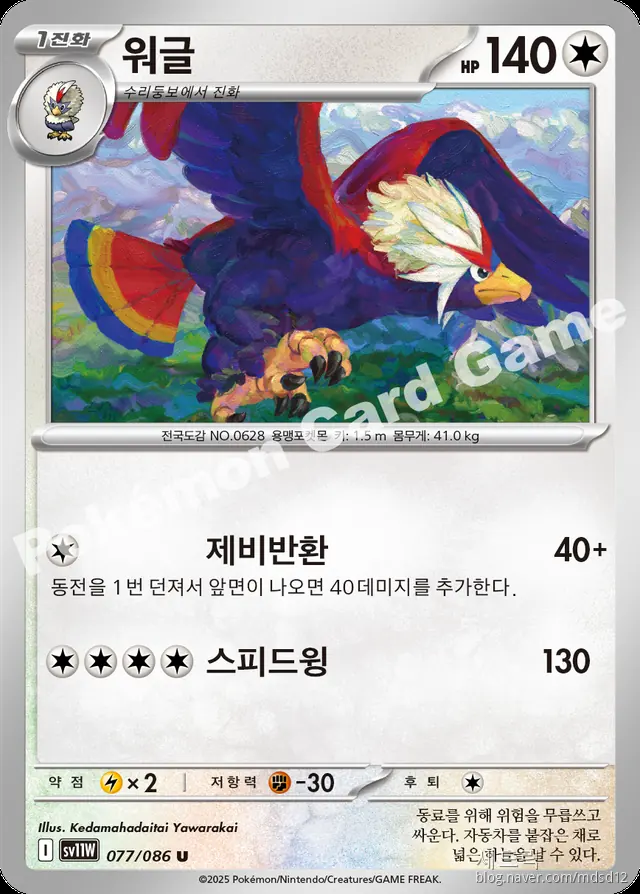 1진화
워글
HP 140
수리둥보에서 진화
전국도감 NO.0628 용맹포켓몬 키: 1.5 m 몸무게: 41.0 kg
Pokémon Card Game
제비반환 40+
동전을 1번 던져서 앞면이 나오면 40데미지를 추가한다.
스피드윙 130
약점 ×2 저항력 -30 후퇴
Illus. Kedamahadaitai Yawarakai
I sv11W 077/086 U
동료를 위해 위험을 무릅쓰고
싸운다. 자동차를 붙잡은 채로
넓은 하늘을 날 수 있다.
©2025 Pokémon/Nintendo/Creatures/GAME FREAK.
blog.naver.com/mdsd12